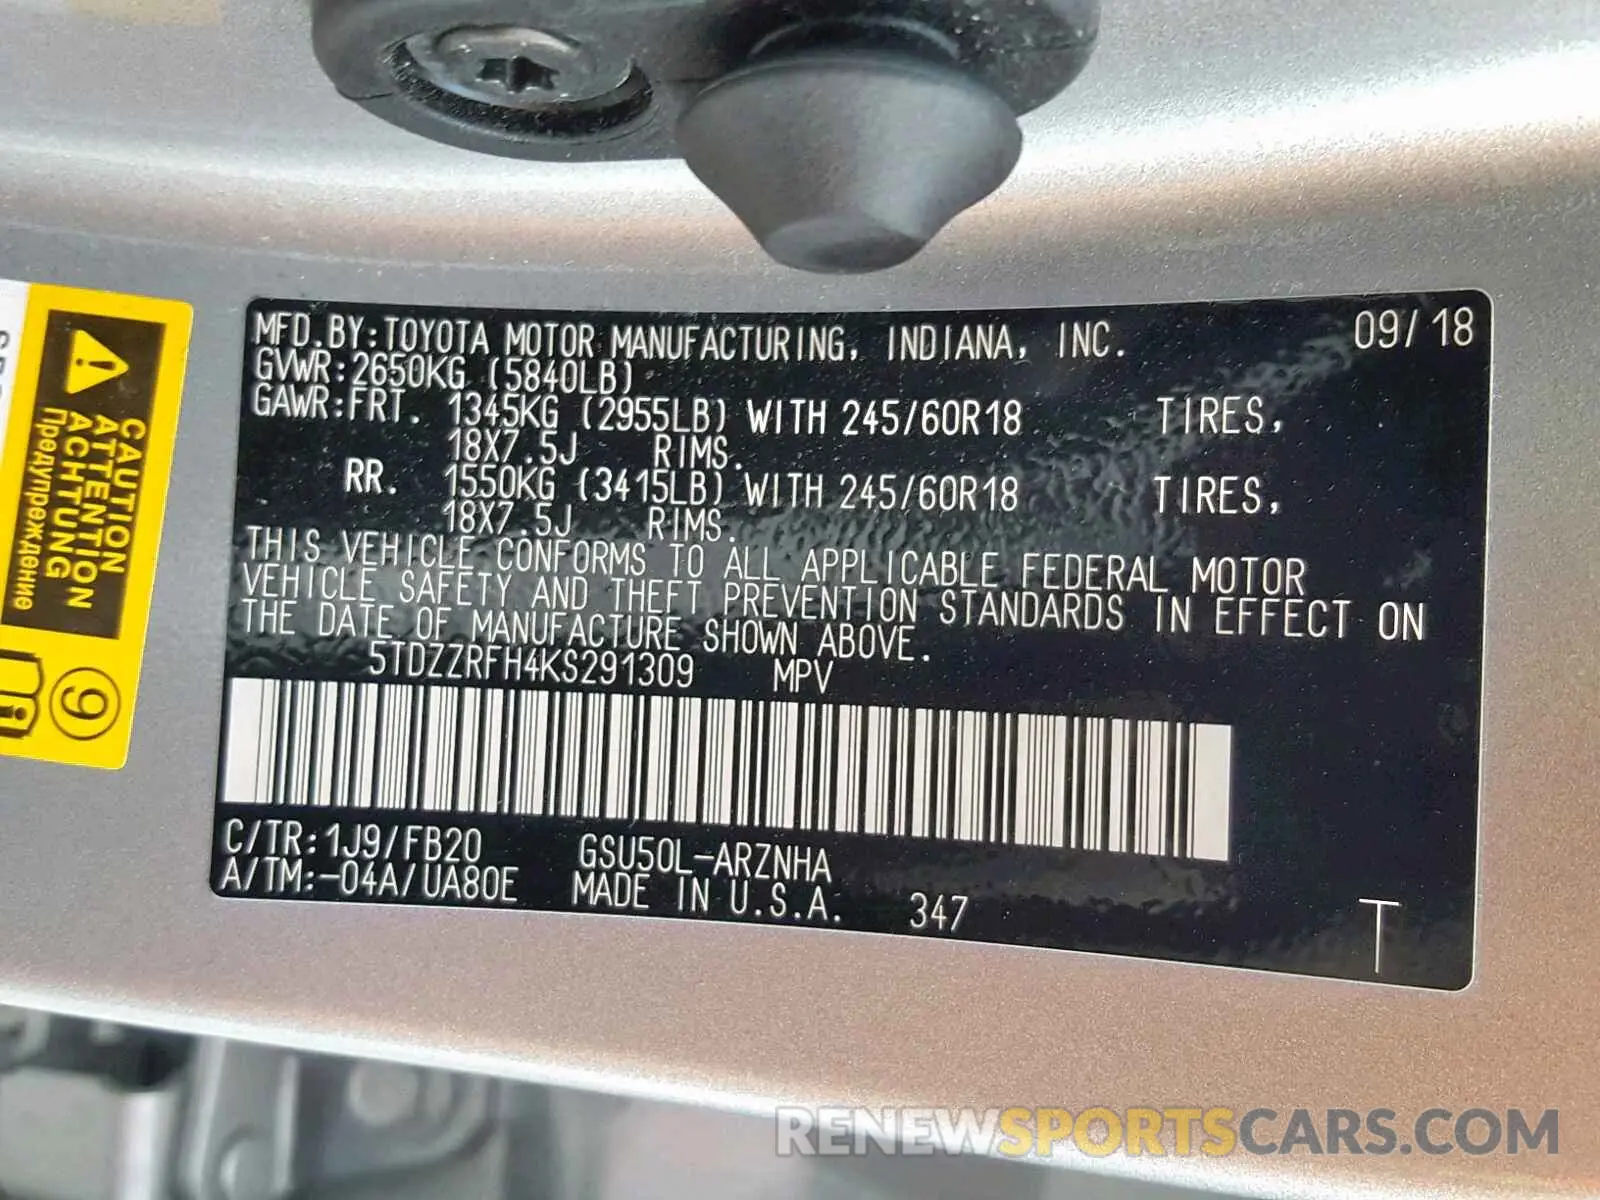 MFD.BY:TOYOTA MOTOR MANUFACTURING, INDIANA, INC. 09/18
GVWR:2650KG (5840LB)
GAWR:FRT. 1345KG (2955LB) WITH 245/60R18 TIRES,
18X7.5J RIMS.
RR. 1550KG (3415LB) WITH 245/60R18 TIRES,
18X7.5J RIMS.
THIS VEHICLE CONFORMS TO ALL APPLICABLE FEDERAL MOTOR
VEHICLE SAFETY AND THEFT PREVENTION STANDARDS IN EFFECT ON
THE DATE OF MANUFACTURE SHOWN ABOVE.
5TDZZRFH4KS291309 MPV
C/TR:1J9/FB20 GSU50L-ARZNHA
A/TM:-04A/UA80E MADE IN U.S.A. 347
T
CAUTION
ATTENTION
ACHTUNG
Предупреждение
9
RENEWSPORTSCARS.COM